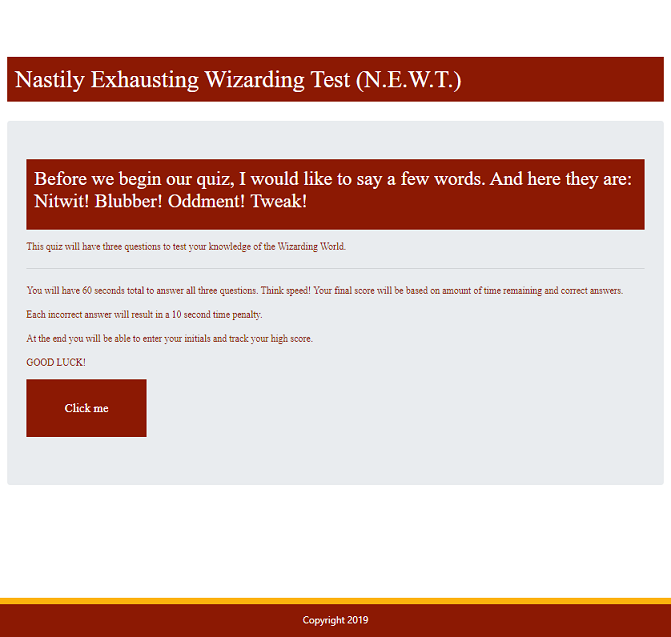 Nastily Exhausting Wizarding Test (N.E.W.T.)
Before we begin our quiz, I would like to say a few words. And here they are:
Nitwit! Blubber! Oddment! Tweak!
This quiz will have three questions to test your knowledge of the Wizarding World.
You will have 60 seconds total to answer all three questions. Think speed! Your final score will be based on amount of time remaining and correct answers.
Each incorrect answer will result in a 10 second time penalty.
At the end you will be able to enter your initials and track your high score.
GOOD LUCK!
Click me
Copyright 2019